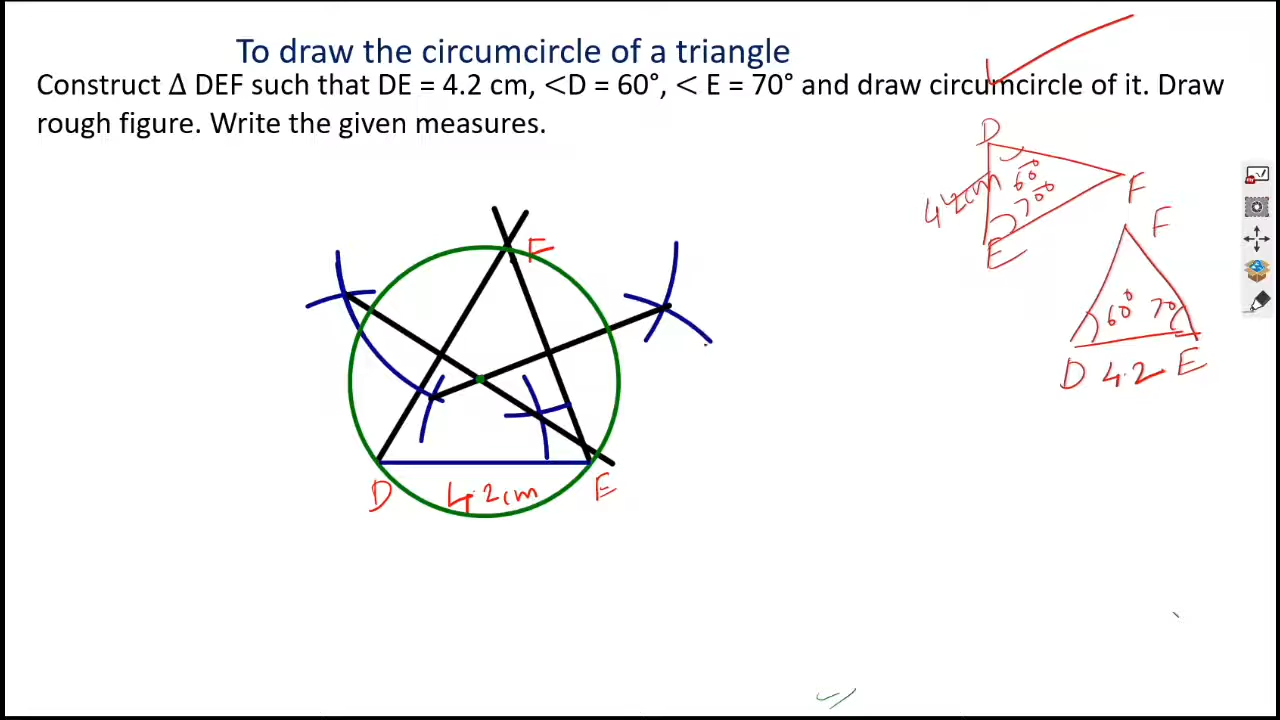 To draw the circumcircle of a triangle
Construct Δ DEF such that DE = 4.2 cm, <D = 60°, < E = 70° and draw circumcircle of it. Draw
rough figure. Write the given measures.
D
60°
4.2cm
70°
F
E
F
60° 70
D 4.2 E
F
D 4.2cm E